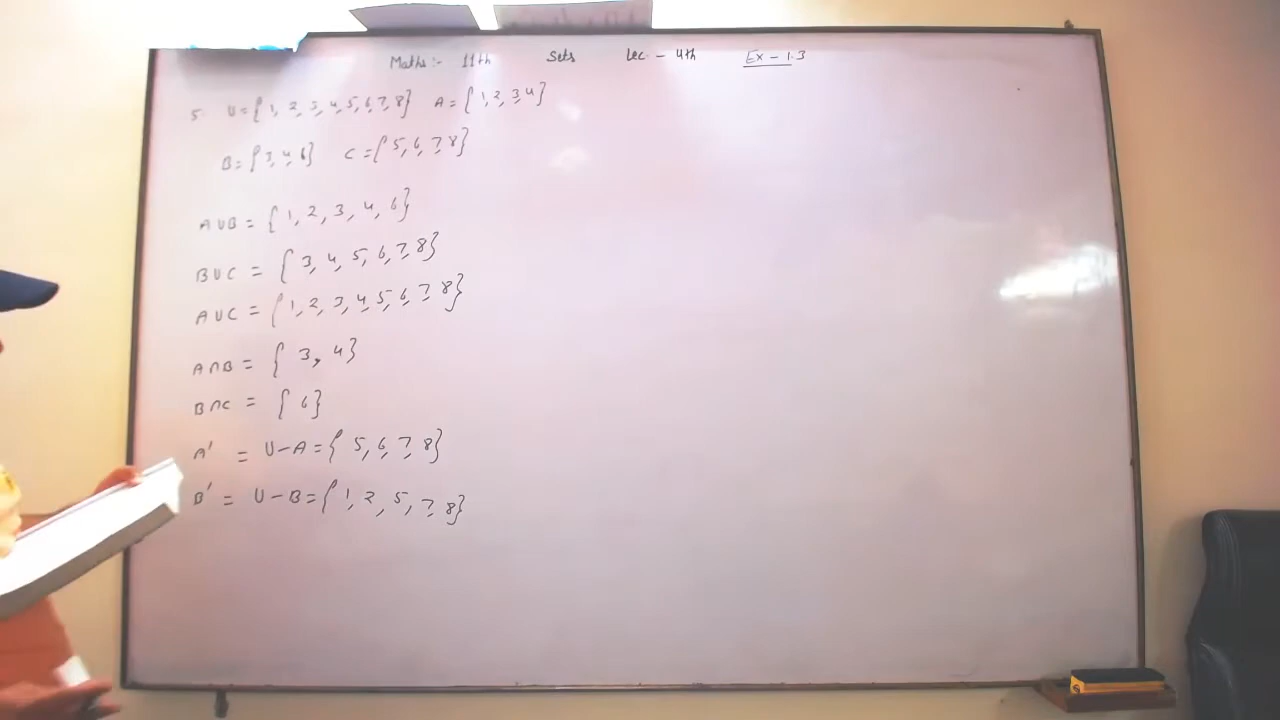 Maths :- 11th Sets Lec - 4th Ex - 1.3
5. U = { 1, 2, 3, 4, 5, 6, 7, 8} A = { 1, 2, 3, 4}
B = {3, 4, 6} C = {5, 6, 7, 8}
A∪B = { 1, 2, 3, 4, 6}
B∪C = { 3, 4, 5, 6, 7, 8}
A∪C = {1, 2, 3, 4, 5, 6, 7, 8}
A∩B = { 3, 4}
B∩C = { 6}
A' = U-A = { 5, 6, 7, 8}
B' = U-B = { 1, 2, 5, 7, 8}